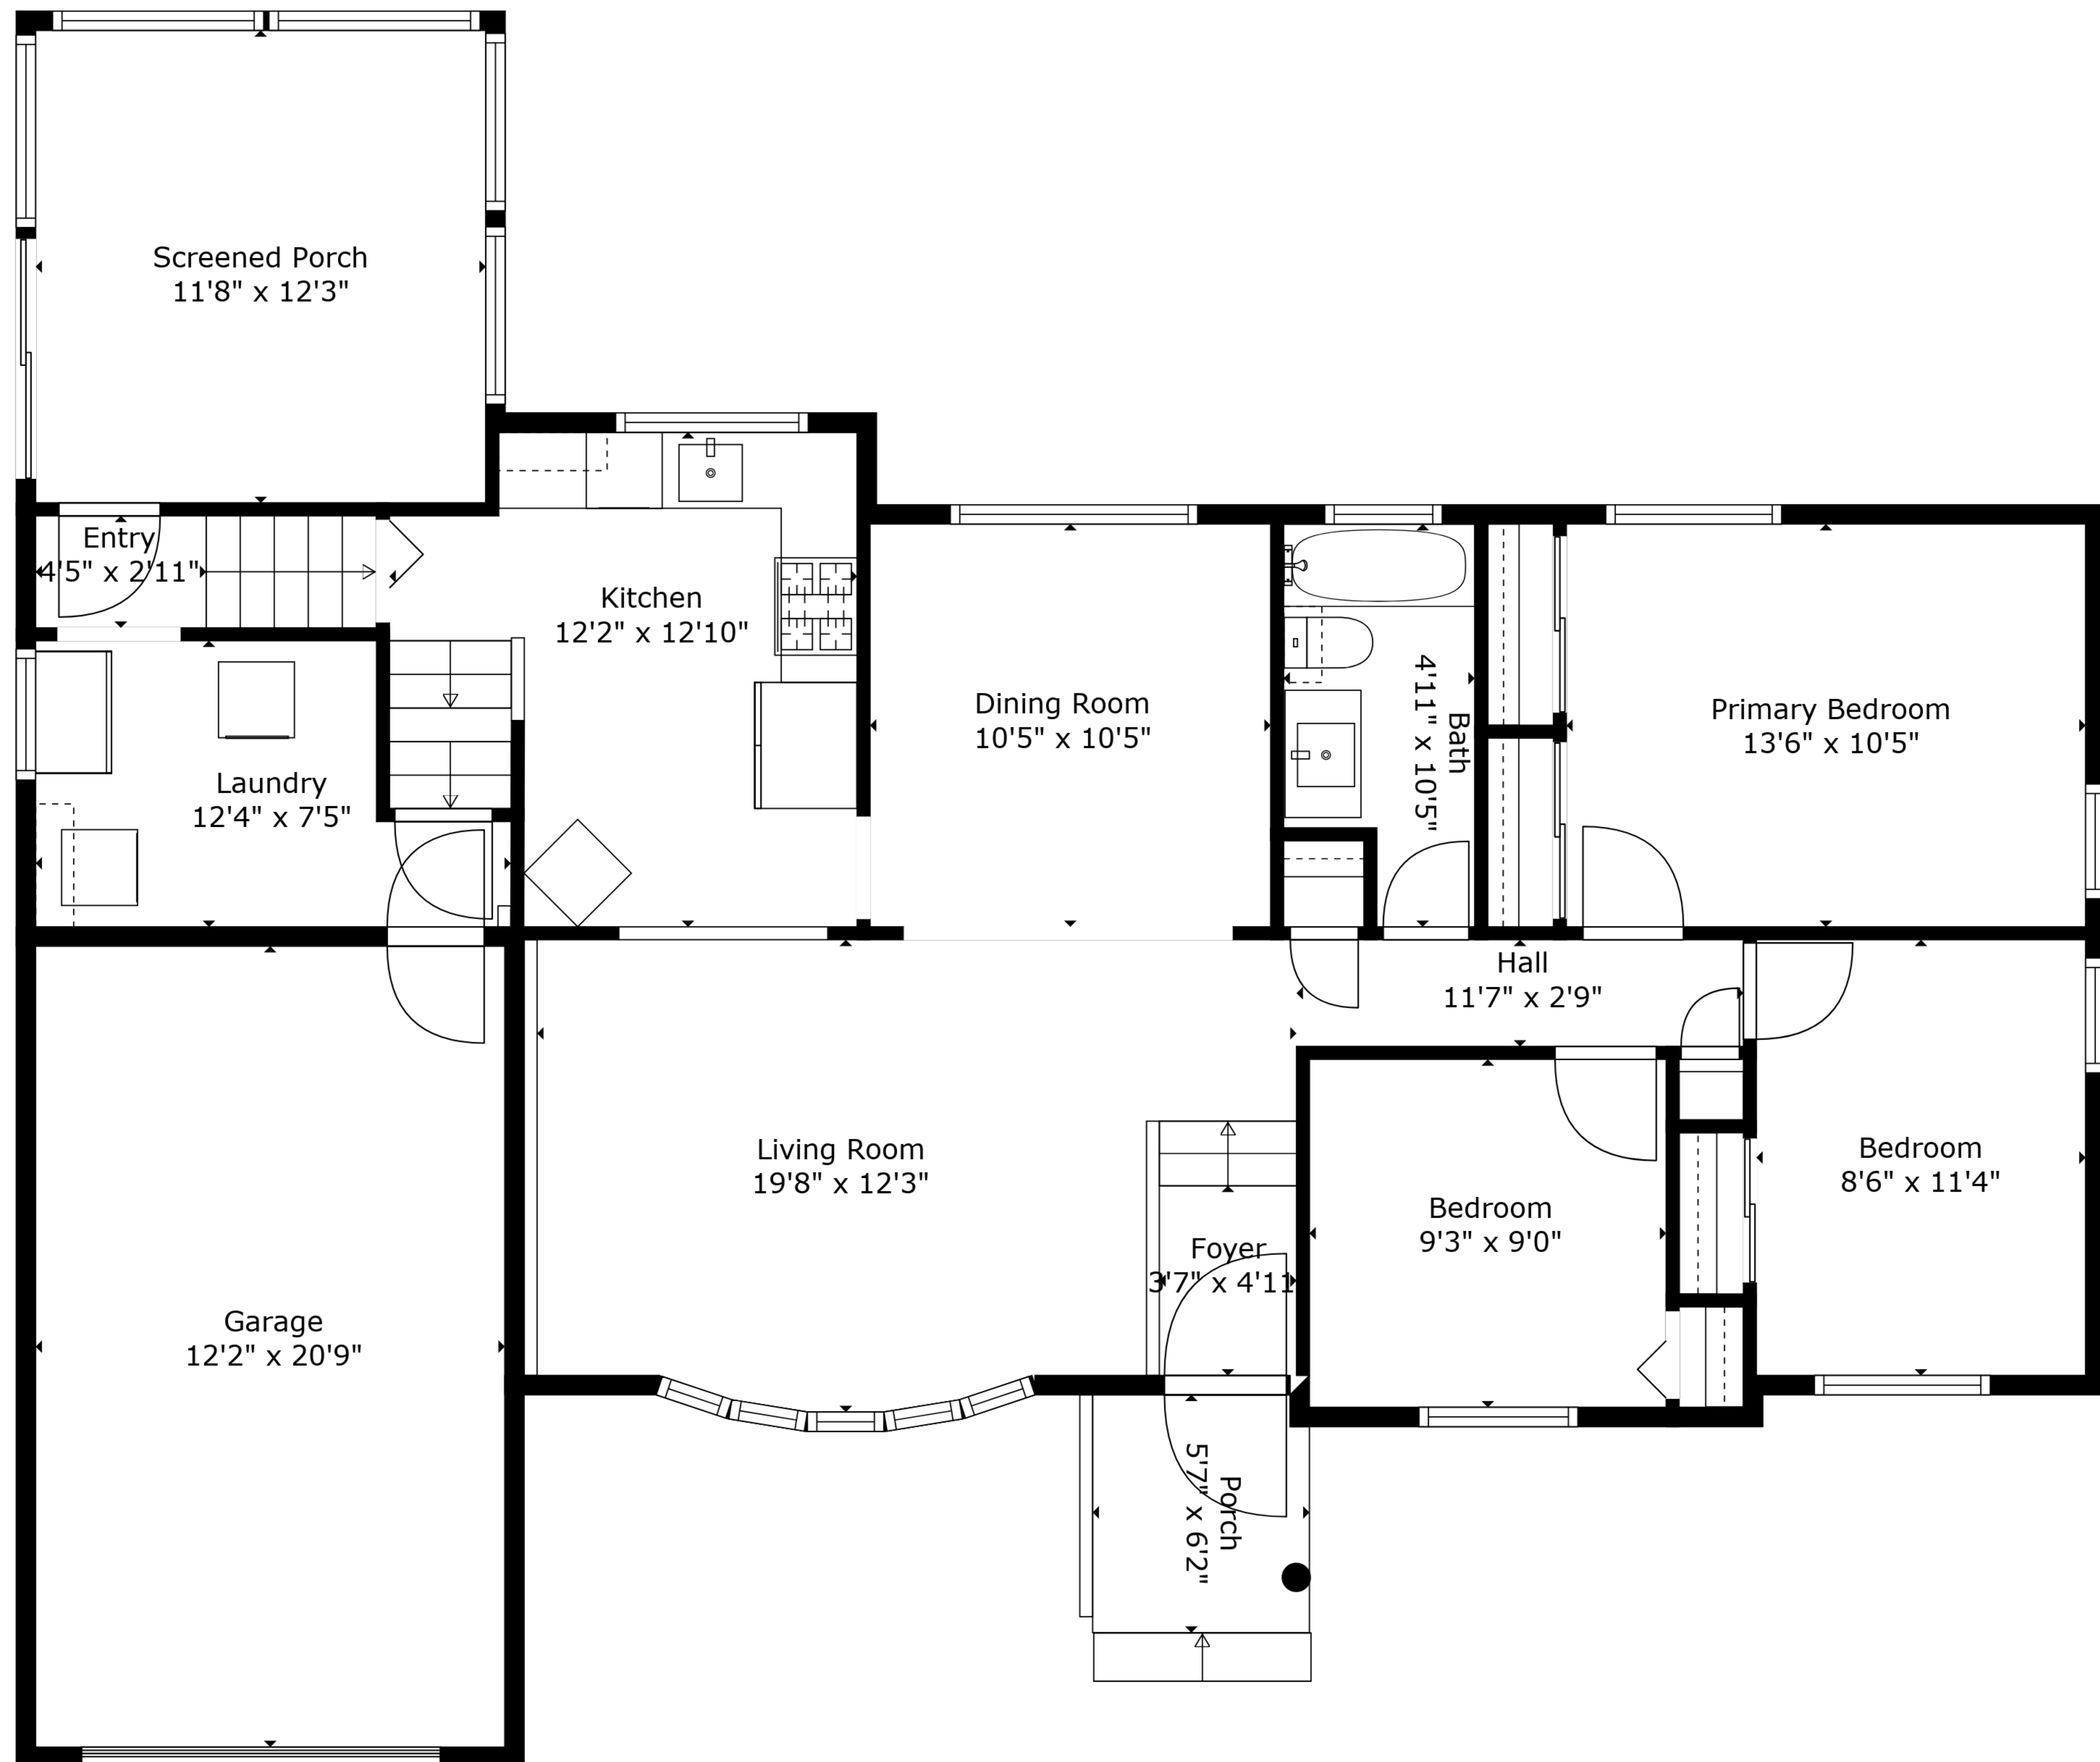 Screened Porch
11'8" x 12'3"
Entry
4'5" x 2'11"
Kitchen
12'2" x 12'10"
Laundry
12'4" x 7'5"
Dining Room
10'5" x 10'5"
Bath
4'11" x 10'5"
Primary Bedroom
13'6" x 10'5"
Hall
11'7" x 2'9"
Living Room
19'8" x 12'3"
Foyer
3'7" x 4'11
Bedroom
9'3" x 9'0"
Bedroom
8'6" x 11'4"
Garage
12'2" x 20'9"
Porch
5'7" x 6'2"